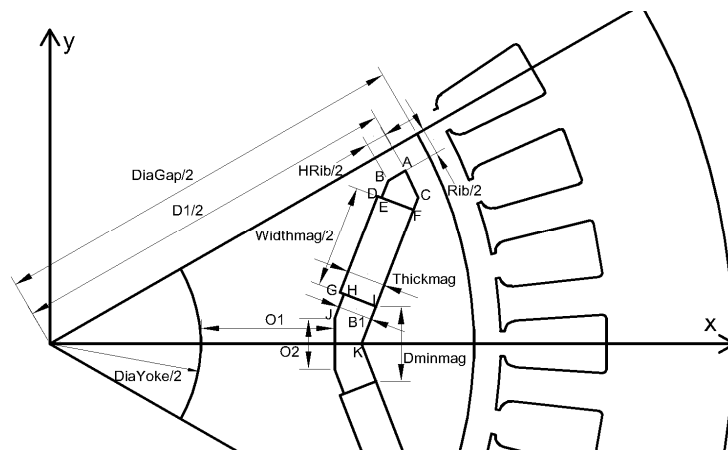 y
A
HRib/2
B
DiaGap/2
Rib/2
D
C
E
F
D1/2
Widthmag/2
Thickmag
G
H
I
J
O1
B1
x
O2
K
Dminmag
DiaYoke/2